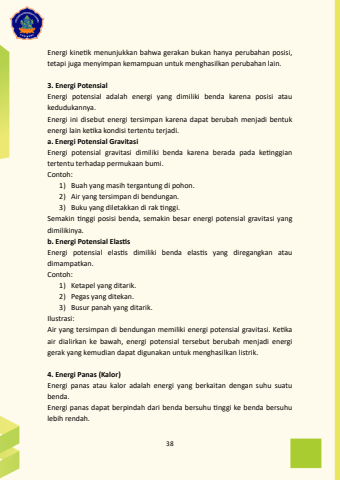 Energi kinetik menunjukkan bahwa gerakan bukan hanya perubahan posisi,
tetapi juga menyimpan kemampuan untuk menghasilkan perubahan lain.
3. Energi Potensial
Energi potensial adalah energi yang dimiliki benda karena posisi atau
kedudukannya.
Energi ini disebut energi tersimpan karena dapat berubah menjadi bentuk
energi lain ketika kondisi tertentu terjadi.
a. Energi Potensial Gravitasi
Energi potensial gravitasi dimiliki benda karena berada pada ketinggian
tertentu terhadap permukaan bumi.
Contoh:
1) Buah yang masih tergantung di pohon.
2) Air yang tersimpan di bendungan.
3) Buku yang diletakkan di rak tinggi.
Semakin tinggi posisi benda, semakin besar energi potensial gravitasi yang
dimilikinya.
b. Energi Potensial Elastis
Energi potensial elastis dimiliki benda elastis yang diregangkan atau
dimampatkan.
Contoh:
1) Ketapel yang ditarik.
2) Pegas yang ditekan.
3) Busur panah yang ditarik.
Ilustrasi:
Air yang tersimpan di bendungan memiliki energi potensial gravitasi. Ketika
air dialirkan ke bawah, energi potensial tersebut berubah menjadi energi
gerak yang kemudian dapat digunakan untuk menghasilkan listrik.
4. Energi Panas (Kalor)
Energi panas atau kalor adalah energi yang berkaitan dengan suhu suatu
benda.
Energi panas dapat berpindah dari benda bersuhu tinggi ke benda bersuhu
lebih rendah.
38